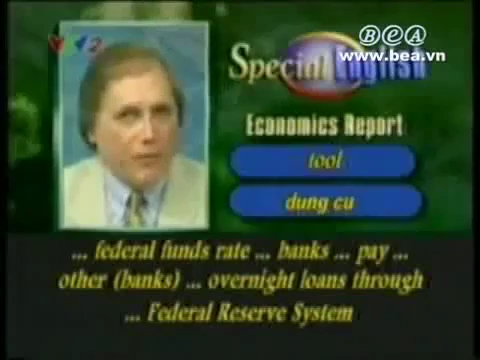 V 2
BeA
www.bea.vn
Special English
Economics Report
tool
dung cu
... federal funds rate ... banks ... pay ...
other (banks) ... overnight loans through
... Federal Reserve System